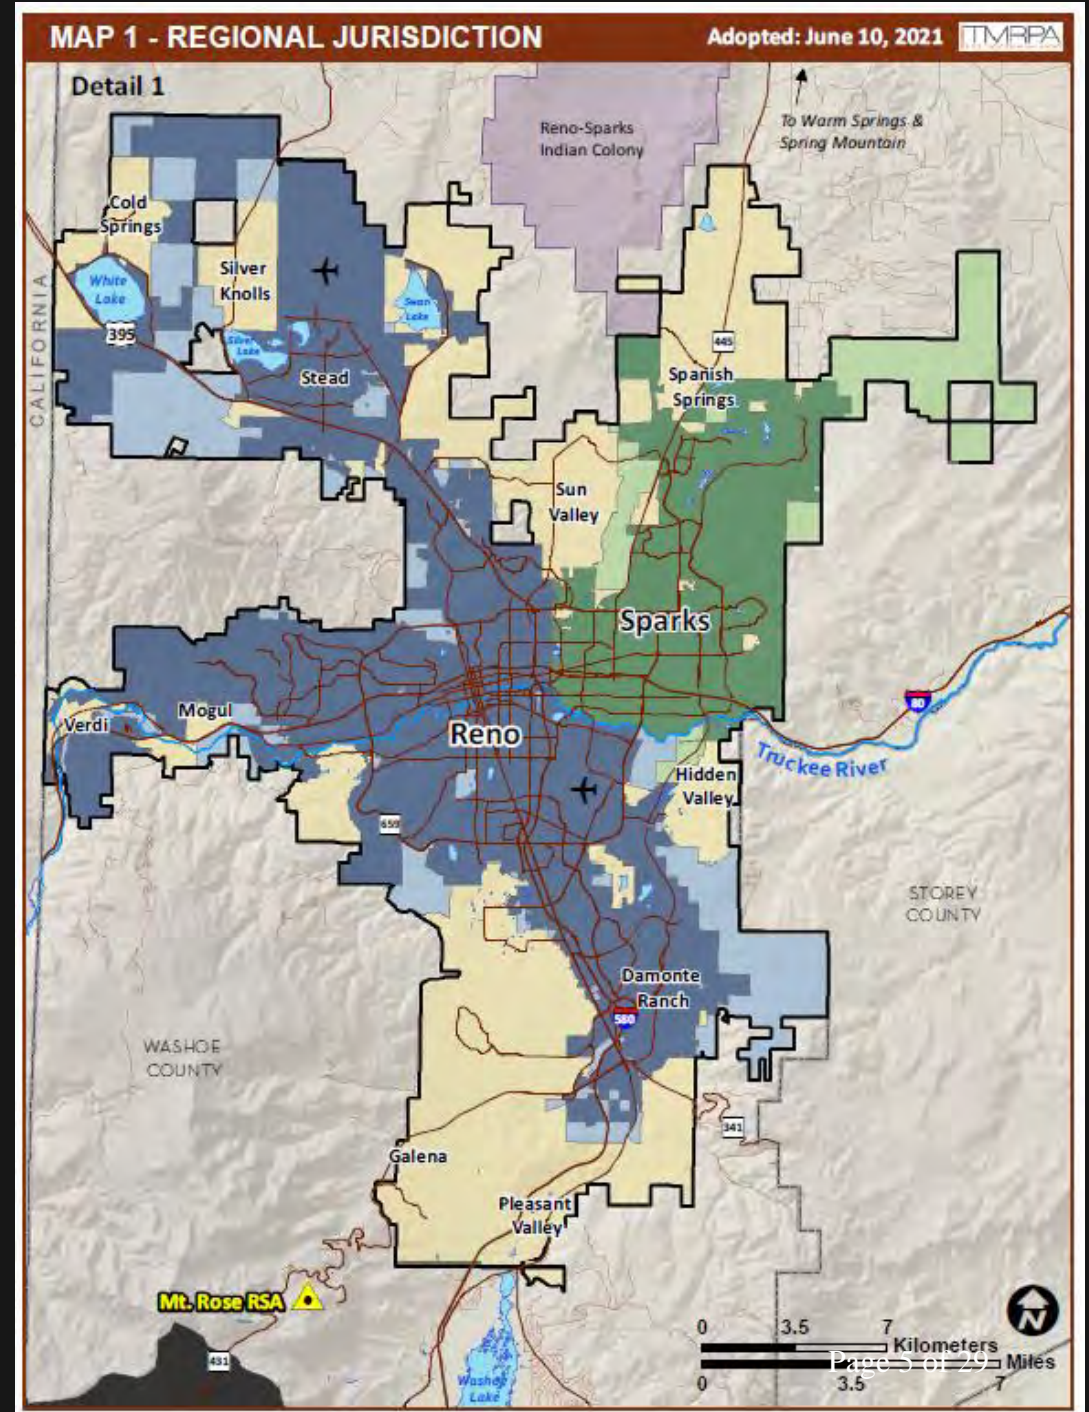 MAP 1 - REGIONAL JURISDICTION
Adopted: June 10, 2021
TMRPA
Detail 1
Reno-Sparks
Indian Colony
To Warm Springs &
Spring Mountain
Cold
Springs
White
Lake
395
CALIFORNIA
Silver
Knolls
Silver
Lake
Swan
Lake
Stead
445
Spanish
Springs
Sun
Valley
Sparks
Verdi
Mogul
Reno
80
Truckee River
Hidden
Valley
659
STOREY
COUNTY
Damonte
Ranch
580
WASHOE
COUNTY
341
Galena
Pleasant
Valley
Mt. Rose RSA
431
Washoe
Lake
N
0 3.5 7
Kilometers
Page 5 of 29
Miles
0 3.5 7